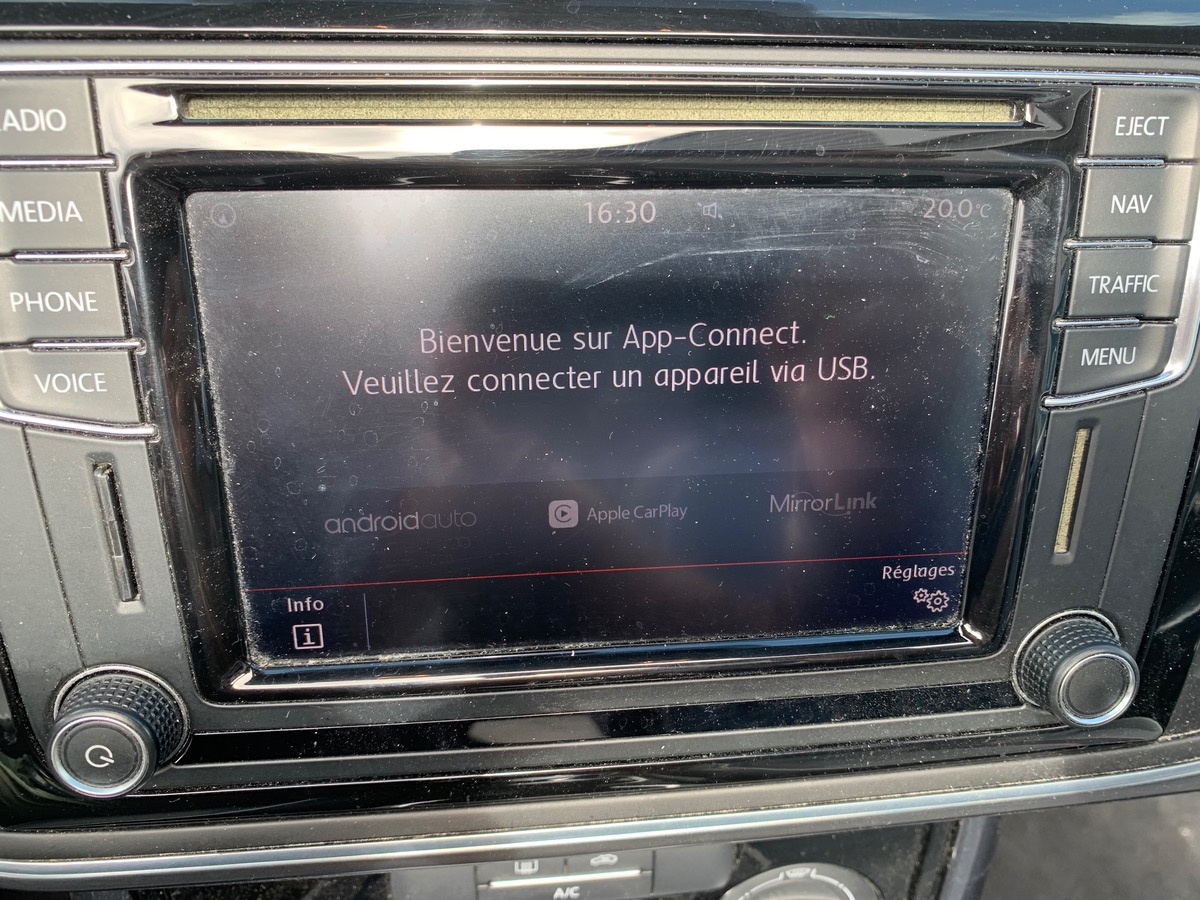 ADIO
MEDIA
PHONE
VOICE
EJECT
NAV
TRAFFIC
MENU
16:30
20.0°C
Bienvenue sur App-Connect.
Veuillez connecter un appareil via USB.
androidauto
Apple CarPlay
MirrorLink
Info
i
Réglages
A/C